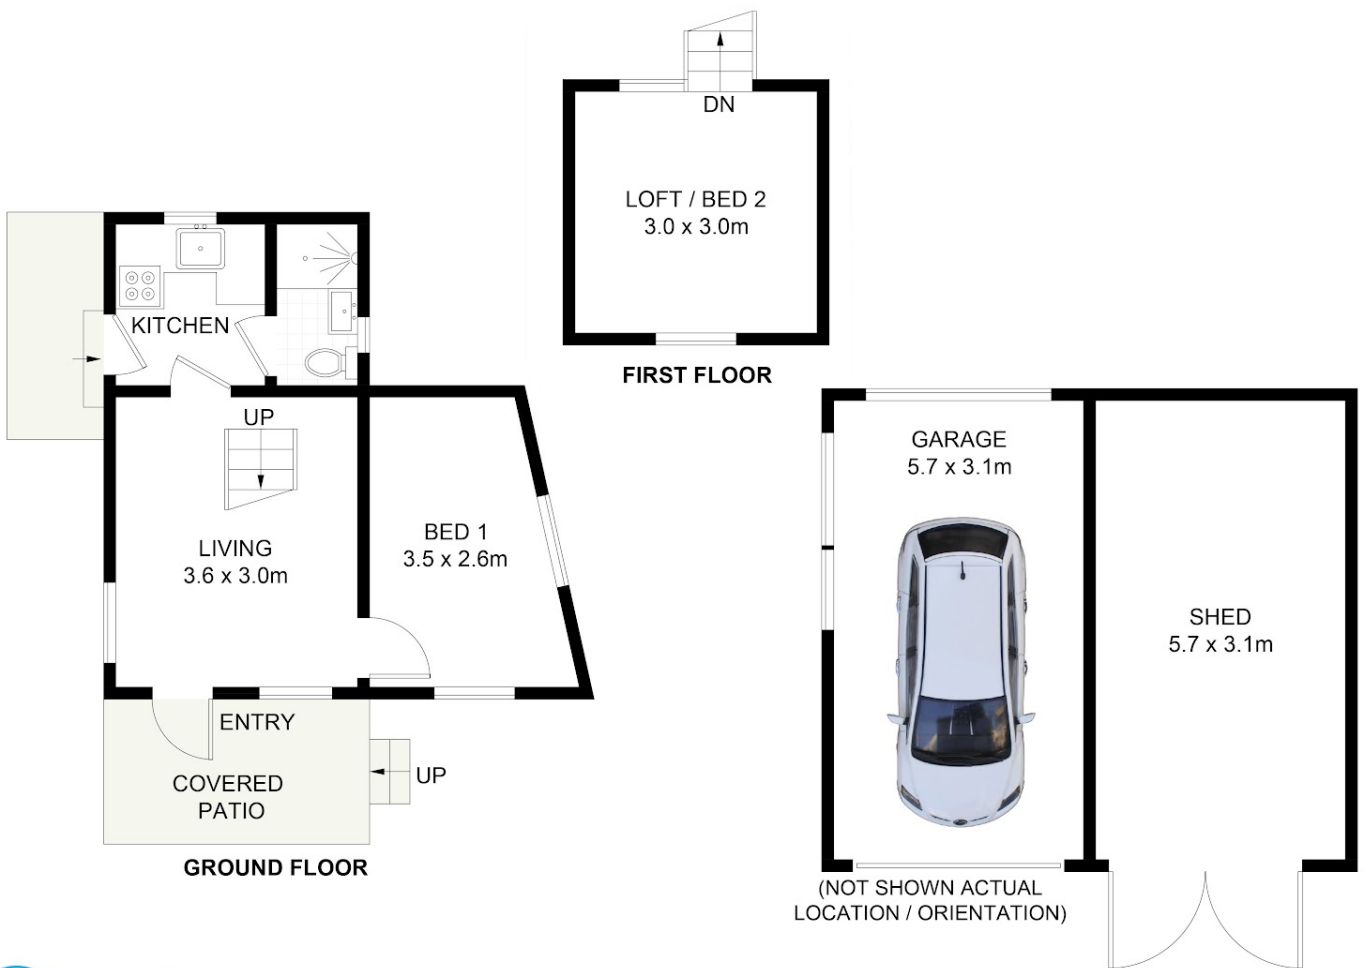 DN
LOFT / BED 2
3.0 x 3.0m
FIRST FLOOR
KITCHEN
UP
LIVING
3.6 x 3.0m
BED 1
3.5 x 2.6m
ENTRY
COVERED
PATIO
UP
GROUND FLOOR
GARAGE
5.7 x 3.1m
SHED
5.7 x 3.1m
(NOT SHOWN ACTUAL
LOCATION / ORIENTATION)